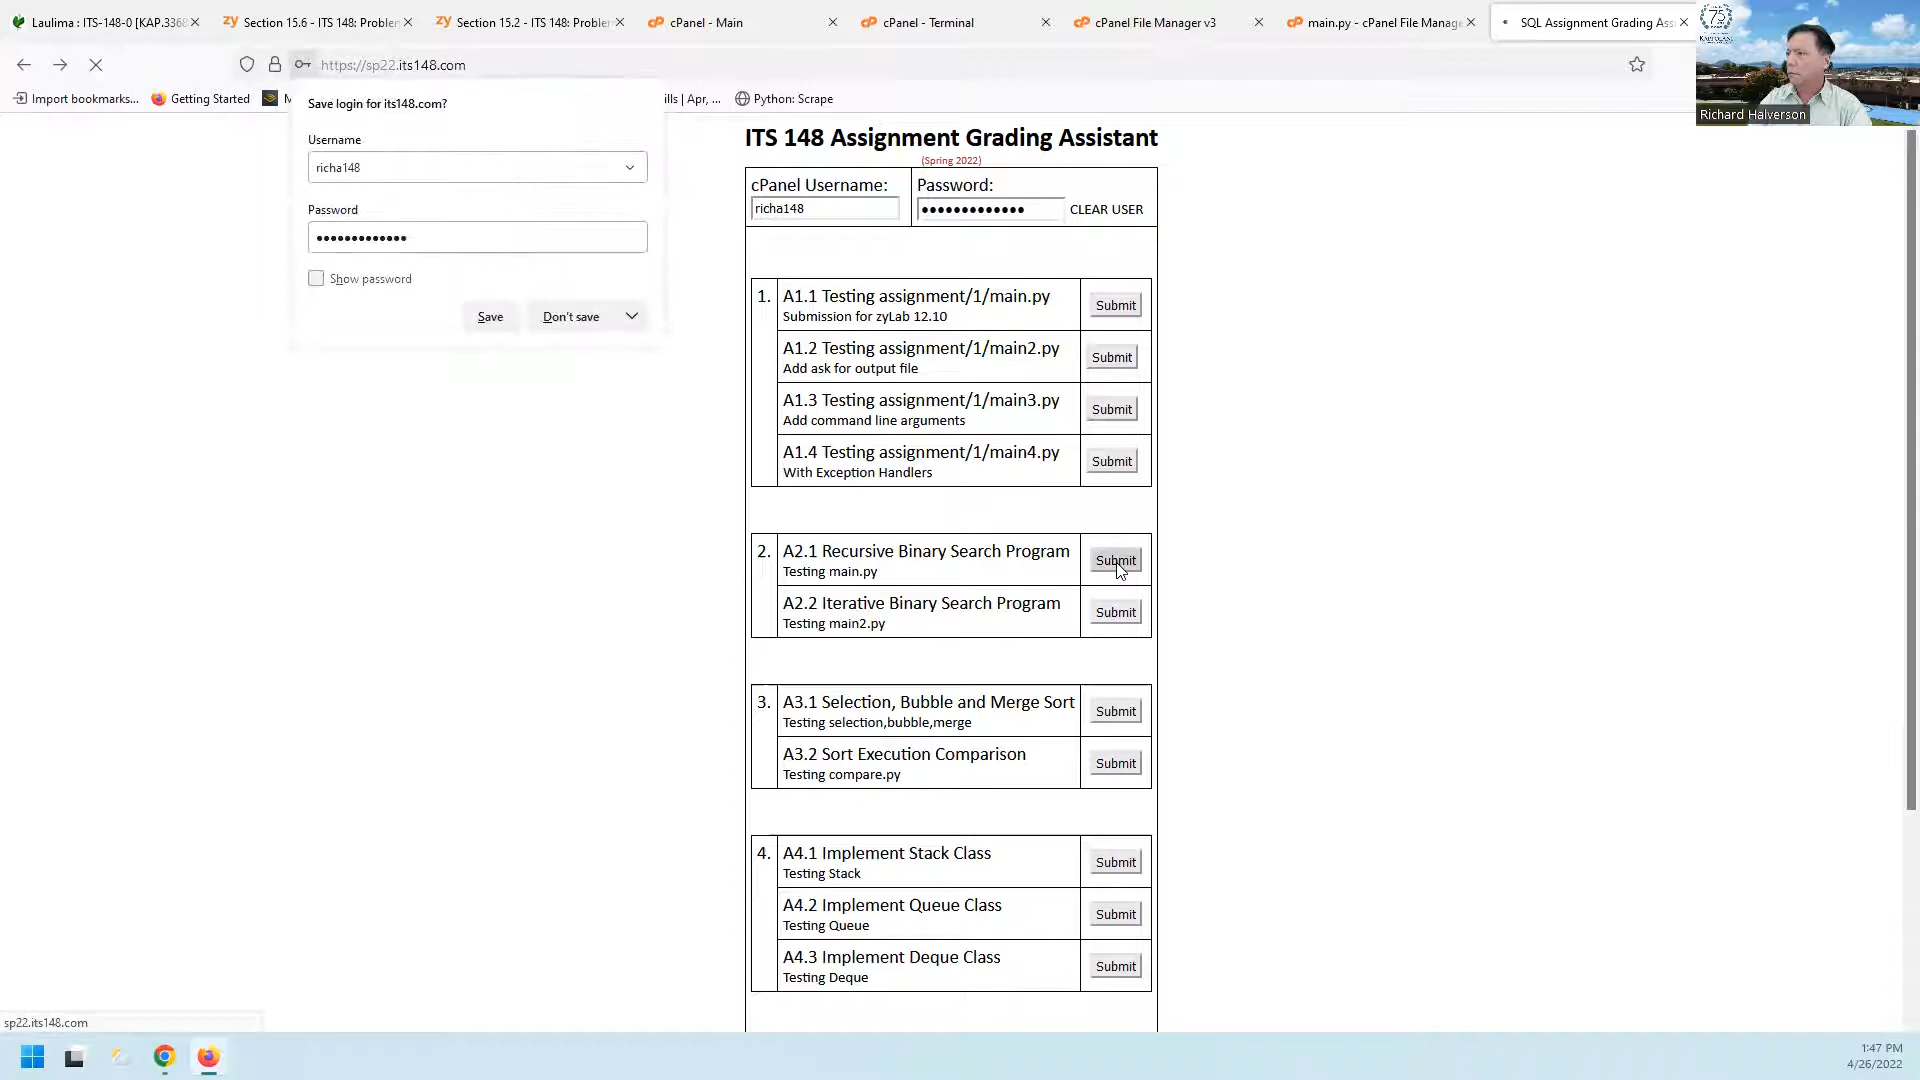 Laulima : ITS-148-0 [KAP.3368
zy Section 15.6 - ITS 148: Problem
zy Section 15.2 - ITS 148: Problem
cP cPanel - Main
cP cPanel - Terminal
cP cPanel File Manager v3
cP main.py - cPanel File Manage
SQL Assignment Grading Ass
https://sp22.its148.com
Import bookmarks...
Getting Started
ills | Apr, ...
Python: Scrape
75
Richard Halverson
Save login for its148.com?
Username
richa148
Password
•••••••••••••
Show password
Save
Don't save
ITS 148 Assignment Grading Assistant
(Spring 2022)
cPanel Username:
richa148
Password:
•••••••••••••
CLEAR USER
1.
A1.1 Testing assignment/1/main.py
Submission for zyLab 12.10
Submit
A1.2 Testing assignment/1/main2.py
Add ask for output file
Submit
A1.3 Testing assignment/1/main3.py
Add command line arguments
Submit
A1.4 Testing assignment/1/main4.py
With Exception Handlers
Submit
2.
A2.1 Recursive Binary Search Program
Testing main.py
Submit
A2.2 Iterative Binary Search Program
Testing main2.py
Submit
3.
A3.1 Selection, Bubble and Merge Sort
Testing selection,bubble,merge
Submit
A3.2 Sort Execution Comparison
Testing compare.py
Submit
4.
A4.1 Implement Stack Class
Testing Stack
Submit
A4.2 Implement Queue Class
Testing Queue
Submit
A4.3 Implement Deque Class
Testing Deque
Submit
sp22.its148.com
1:47 PM
4/26/2022